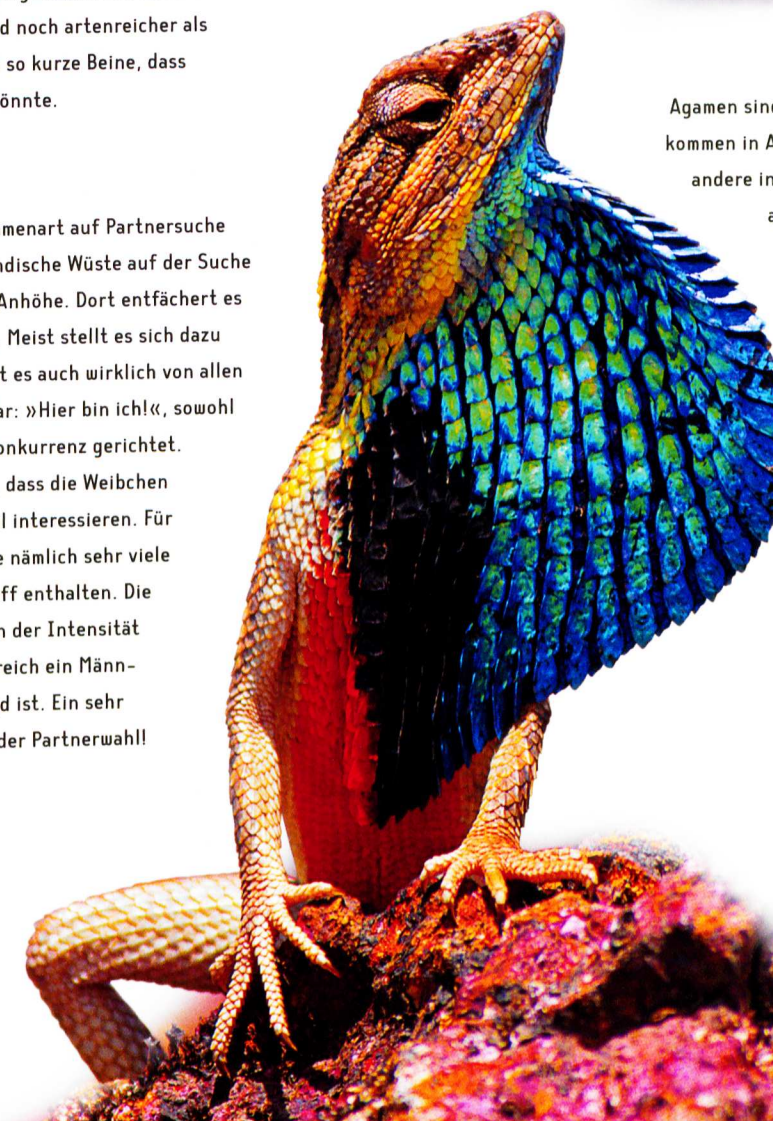 d noch artenreicher als
so kurze Beine, dass
önnte.
menart auf Partnersuche
ndische Wüste auf der Suche
Anhöhe. Dort entfächert es
Meist stellt es sich dazu
t es auch wirklich von allen
ar: »Hier bin ich!«, sowohl
onkurrenz gerichtet.
dass die Weibchen
l interessieren. Für
e nämlich sehr viele
ff enthalten. Die
n der Intensität
reich ein Männ-
d ist. Ein sehr
der Partnerwahl!
Agamen sind
kommen in A
andere in
a